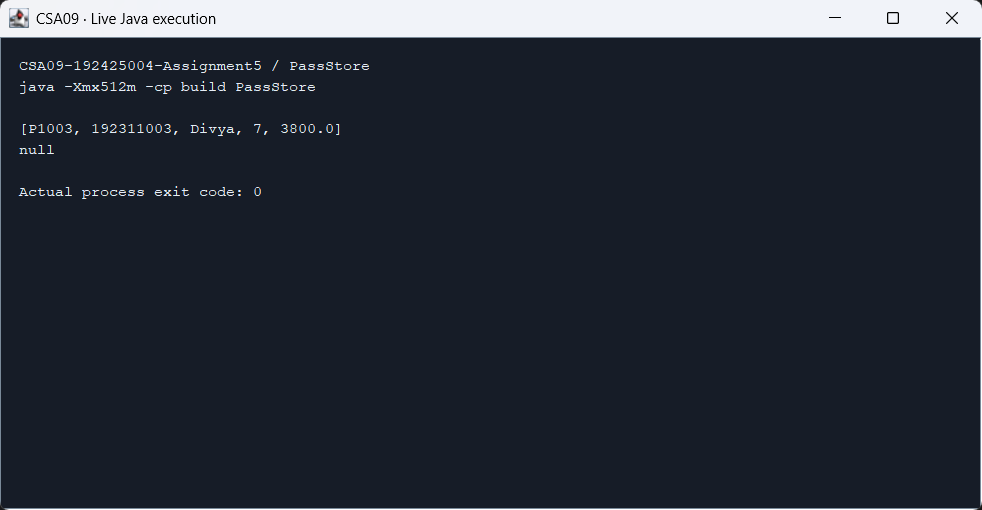 CSA09 · Live Java execution
CSA09-192425004-Assignment5 / PassStore
java -Xmx512m -cp build PassStore
[P1003, 192311003, Divya, 7, 3800.0]
null
Actual process exit code: 0